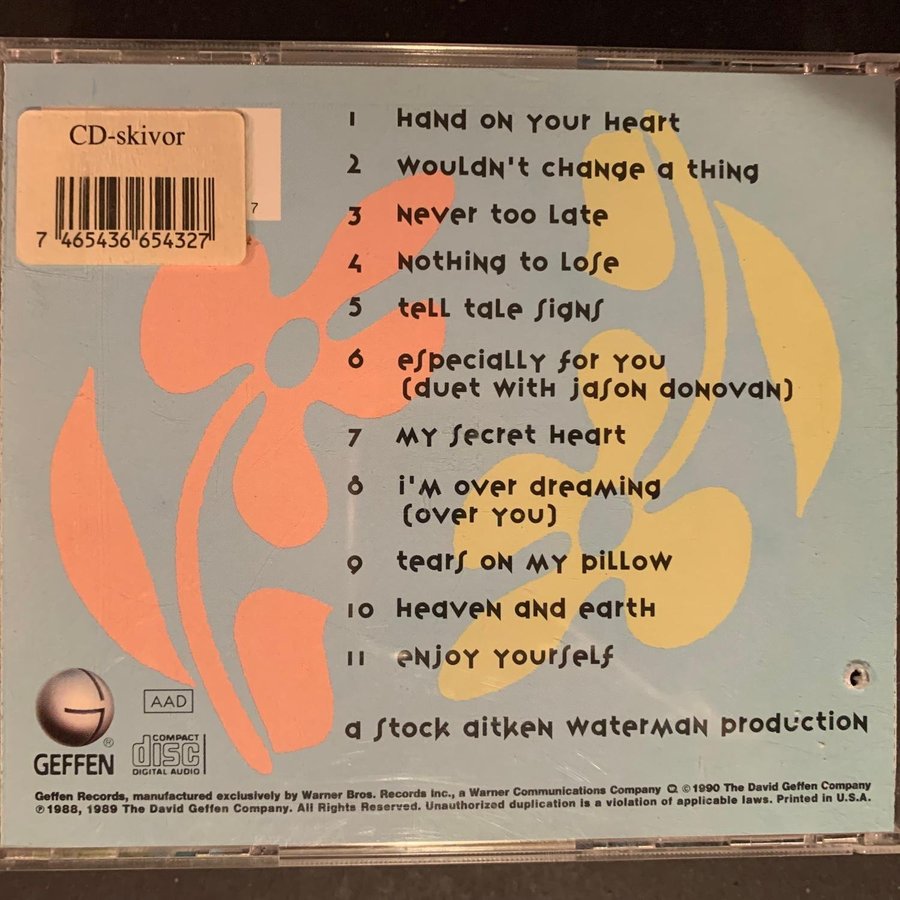 CD-skivor
7 465436 654327
7
1 Hand on Your Heart
2 Wouldn't Change a Thing
3 Never Too Late
4 Nothing to Lose
5 Tell Tale Signs
6 Especially for You
(duet with Jason Donovan)
7 My Secret Heart
8 I'm Over Dreaming
(Over You)
9 Tears on My Pillow
10 Heaven and Earth
11 Enjoy Yourself
a Stock Aitken Waterman production
G
GEFFEN ®
AAD
COMPACT
disc
DIGITAL AUDIO
Geffen Records, manufactured exclusively by Warner Bros. Records Inc., a Warner Communications Company © 1990 The David Geffen Company
℗ 1988, 1989 The David Geffen Company. All Rights Reserved. Unauthorized duplication is a violation of applicable laws. Printed in U.S.A.